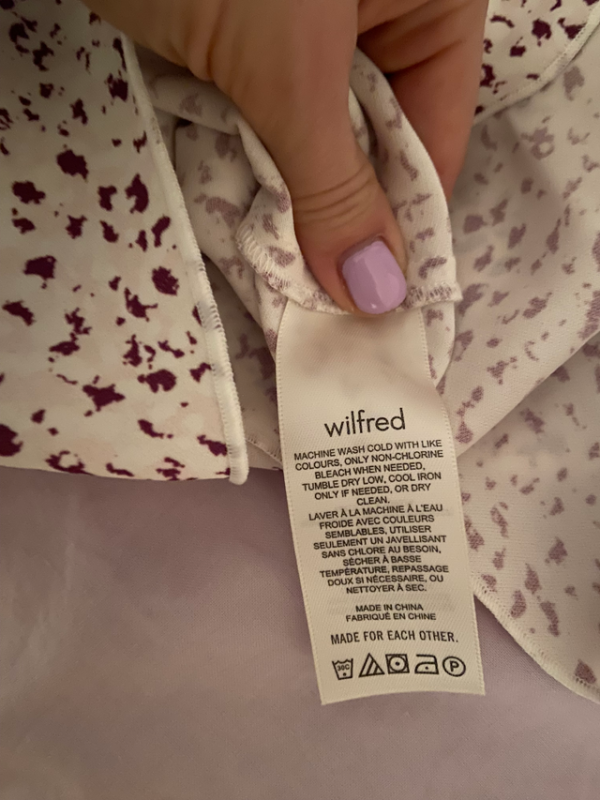 wilfred
MACHINE WASH COLD WITH LIKE
COLOURS, ONLY NON-CHLORINE
BLEACH WHEN NEEDED,
TUMBLE DRY LOW, COOL IRON
ONLY IF NEEDED, OR DRY
CLEAN.
LAVER À LA MACHINE À L'EAU
FROIDE AVEC COULEURS
SEMBLABLES, UTILISER
SEULEMENT UN JAVELLISANT
SANS CHLORE AU BESOIN,
SÉCHER À BASSE
TEMPÉRATURE, REPASSAGE
DOUX SI NÉCESSAIRE, OU
NETTOYER À SEC.
MADE IN CHINA
FABRIQUÉ EN CHINE
MADE FOR EACH OTHER.
30C P